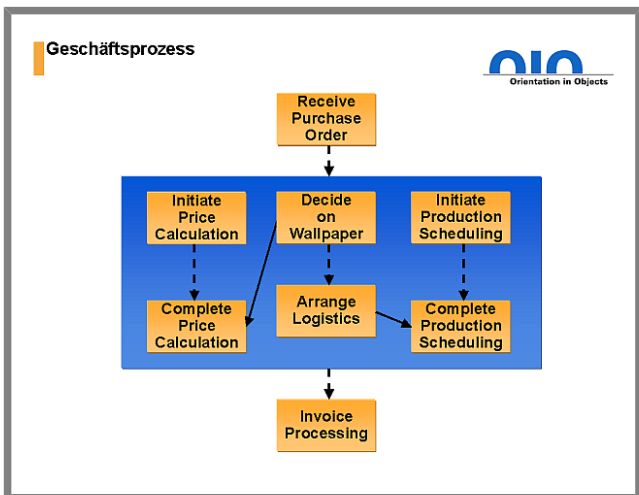 Geschäftsprozess
OIO
Orientation in Objects
Receive
Purchase
Order
Initiate
Price
Calculation
Decide
on
Wallpaper
Initiate
Production
Scheduling
Complete
Price
Calculation
Arrange
Logistics
Complete
Production
Scheduling
Invoice
Processing